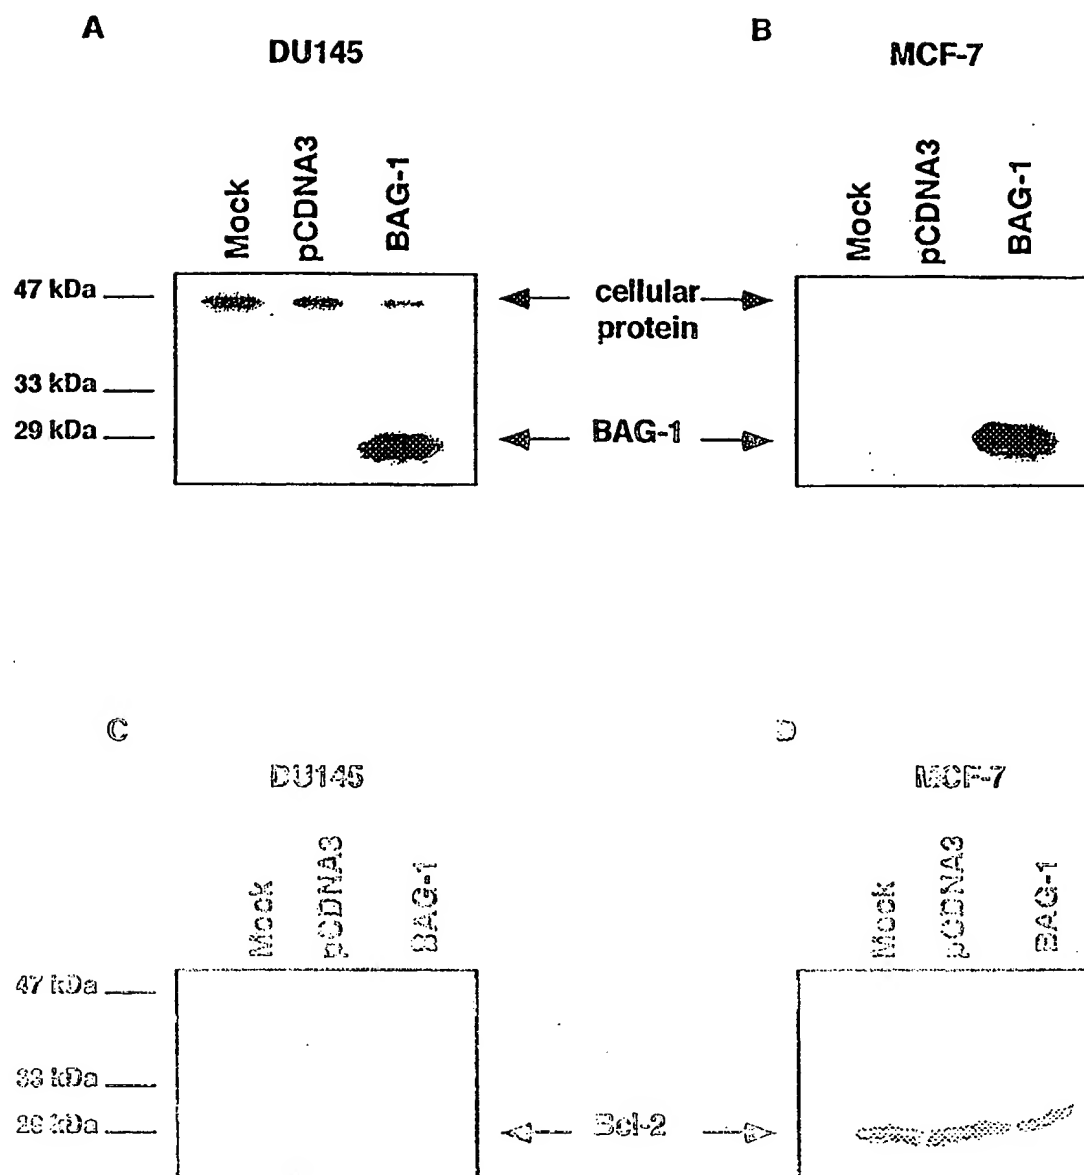 A
B
DU145
MCF-7
Mock
pCDNA3
BAG-1
Mock
pCDNA3
BAG-1
47 kDa
cellular
protein
33 kDa
29 kDa
BAG-1
C
D
DU145
MCF-7
Mock
pCDNA3
BAG-1
Mock
pCDNA3
BAG-1
47 kDa
33 kDa
29 kDa
Bcl-2